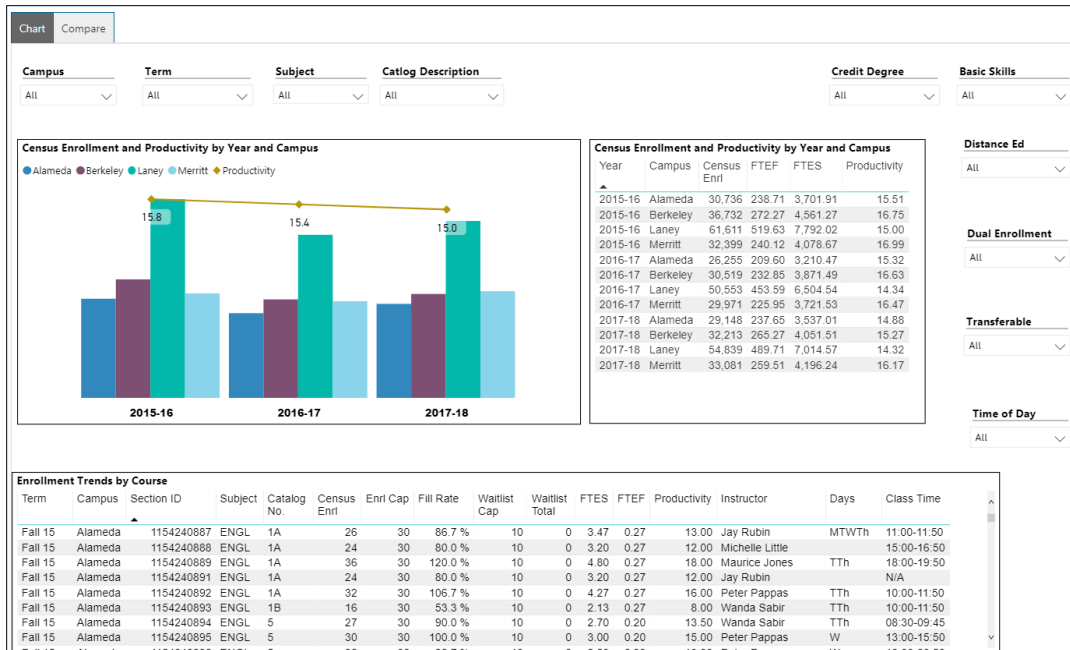 Chart Compare
Campus Term Subject Catlog Description Credit Degree Basic Skills
All All All All All All
Census Enrollment and Productivity by Year and Campus
Alameda Berkeley Laney Merritt Productivity
15.8 15.4 15.0
2015-16 2016-17 2017-18
Census Enrollment and Productivity by Year and Campus
Year Campus Census Enrl FTEF FTES Productivity
2015-16 Alameda 30,736 238.71 3,701.91 15.51
2015-16 Berkeley 36,732 272.27 4,561.27 16.75
2015-16 Laney 61,611 519.63 7,792.02 15.00
2015-16 Merritt 32,399 240.12 4,078.67 16.99
2016-17 Alameda 26,255 209.60 3,210.47 15.32
2016-17 Berkeley 30,519 232.85 3,871.49 16.63
2016-17 Laney 50,553 453.59 6,504.54 14.34
2016-17 Merritt 29,971 225.95 3,721.53 16.47
2017-18 Alameda 29,148 237.65 3,537.01 14.88
2017-18 Berkeley 32,213 265.27 4,051.51 15.27
2017-18 Laney 54,839 489.71 7,014.57 14.32
2017-18 Merritt 33,081 259.51 4,196.24 16.17
Distance Ed
All
Dual Enrollment
All
Transferable
All
Time of Day
All
Enrollment Trends by Course
Term Campus Section ID Subject Catalog No. Census Enrl Enrl Cap Fill Rate Waitlist Cap Waitlist Total FTES FTEF Productivity Instructor Days Class Time
Fall 15 Alameda 1154240887 ENGL 1A 26 30 86.7 % 10 0 3.47 0.27 13.00 Jay Rubin MTWTh 11:00-11:50
Fall 15 Alameda 1154240888 ENGL 1A 24 30 80.0 % 10 0 3.20 0.27 12.00 Michelle Little 15:00-16:50
Fall 15 Alameda 1154240889 ENGL 1A 36 30 120.0 % 10 0 4.80 0.27 18.00 Maurice Jones TTh 18:00-19:50
Fall 15 Alameda 1154240891 ENGL 1A 24 30 80.0 % 10 0 3.20 0.27 12.00 Jay Rubin N/A
Fall 15 Alameda 1154240892 ENGL 1A 32 30 106.7 % 10 0 4.27 0.27 16.00 Peter Pappas TTh 10:00-11:50
Fall 15 Alameda 1154240893 ENGL 1B 16 30 53.3 % 10 0 2.13 0.27 8.00 Wanda Sabir TTh 10:00-11:50
Fall 15 Alameda 1154240894 ENGL 5 27 30 90.0 % 10 0 2.70 0.20 13.50 Wanda Sabir TTh 08:30-09:45
Fall 15 Alameda 1154240895 ENGL 5 30 30 100.0 % 10 0 3.00 0.20 15.00 Peter Pappas W 13:00-15:50